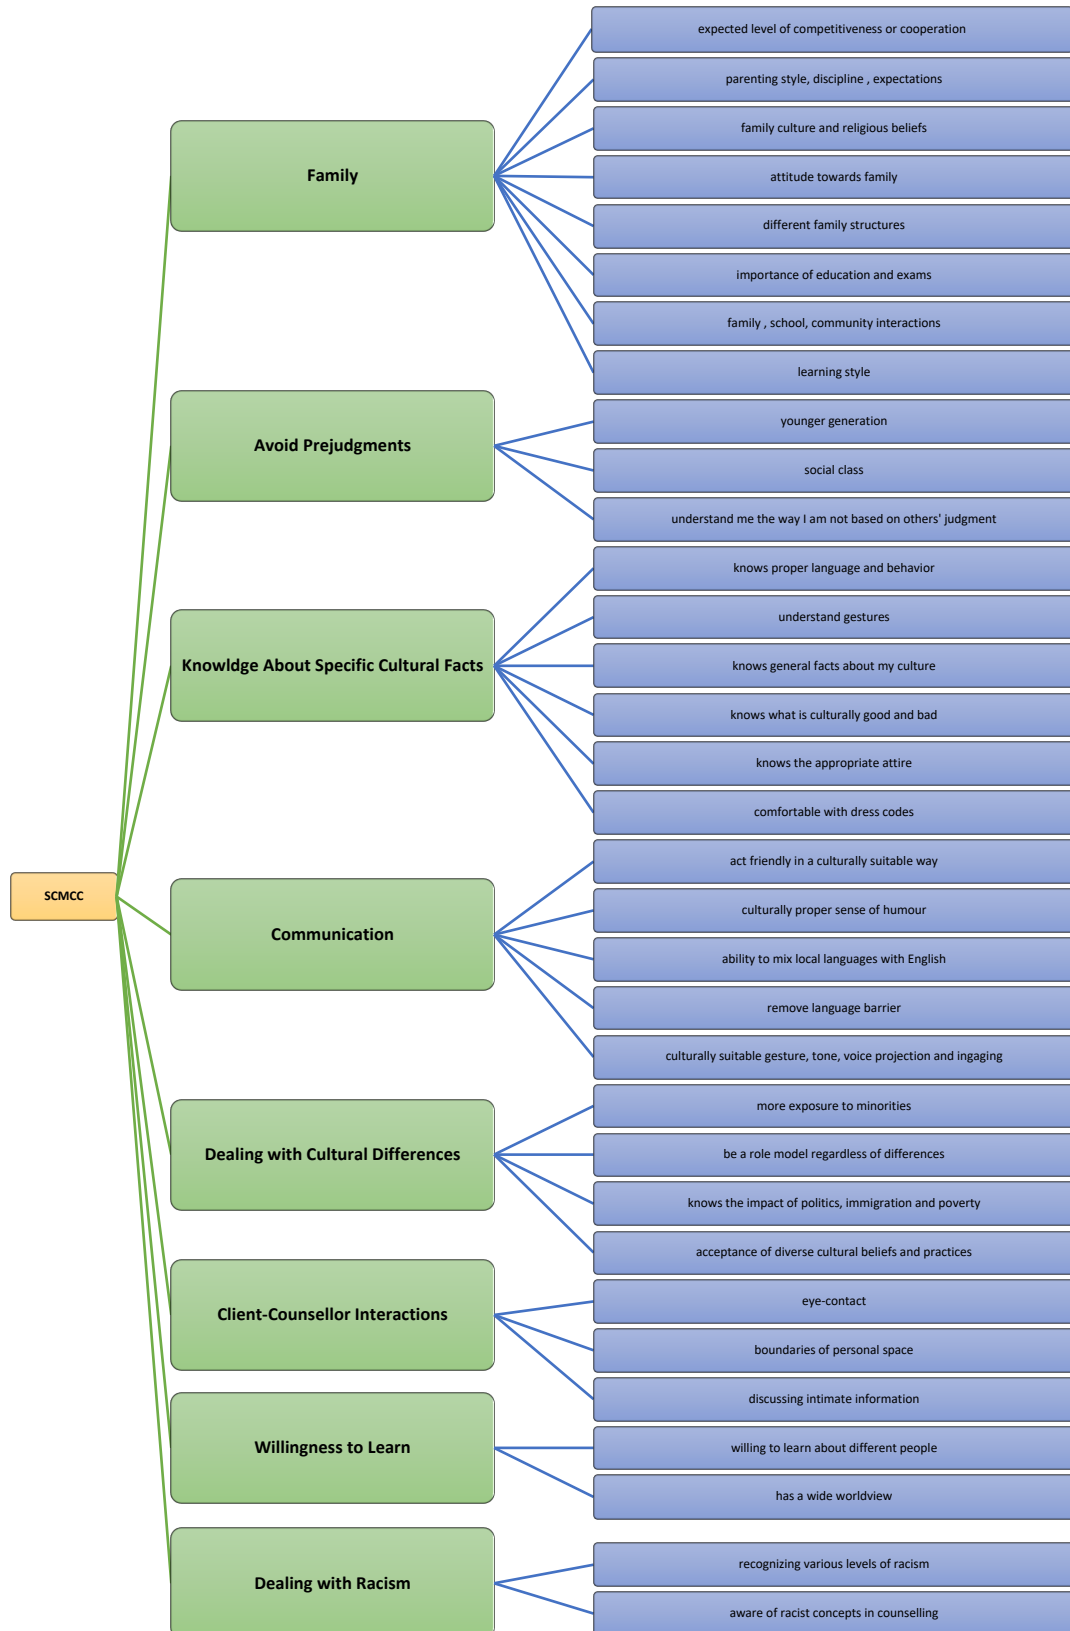 SCMCC
Family
expected level of competitiveness or cooperation
parenting style, discipline , expectations
family culture and religious beliefs
attitude towards family
different family structures
importance of education and exams
family , school, community interactions
learning style
Avoid Prejudgments
younger generation
social class
understand me the way I am not based on others' judgment
Knowldge About Specific Cultural Facts
knows proper language and behavior
understand gestures
knows general facts about my culture
knows what is culturally good and bad
knows the appropriate attire
comfortable with dress codes
Communication
act friendly in a culturally suitable way
culturally proper sense of humour
ability to mix local languages with English
remove language barrier
culturally suitable gesture, tone, voice projection and ingaging
Dealing with Cultural Differences
more exposure to minorities
be a role model regardless of differences
knows the impact of politics, immigration and poverty
acceptance of diverse cultural beliefs and practices
Client-Counsellor Interactions
eye-contact
boundaries of personal space
discussing intimate information
Willingness to Learn
willing to learn about different people
has a wide worldview
Dealing with Racism
recognizing various levels of racism
aware of racist concepts in counselling